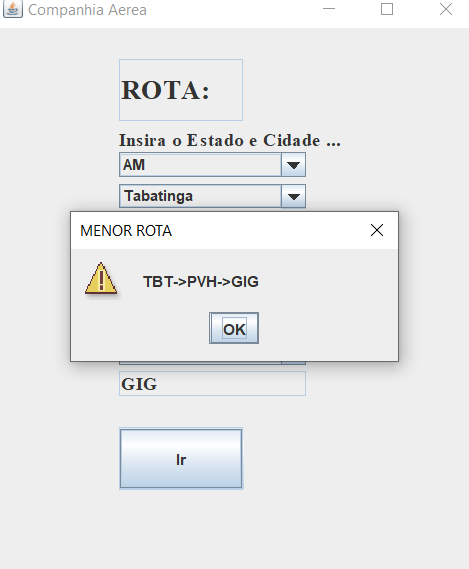 Companhia Aerea
ROTA:
Insira o Estado e Cidade ...
AM
Tabatinga
MENOR ROTA
TBT->PVH->GIG
OK
GIG
Ir